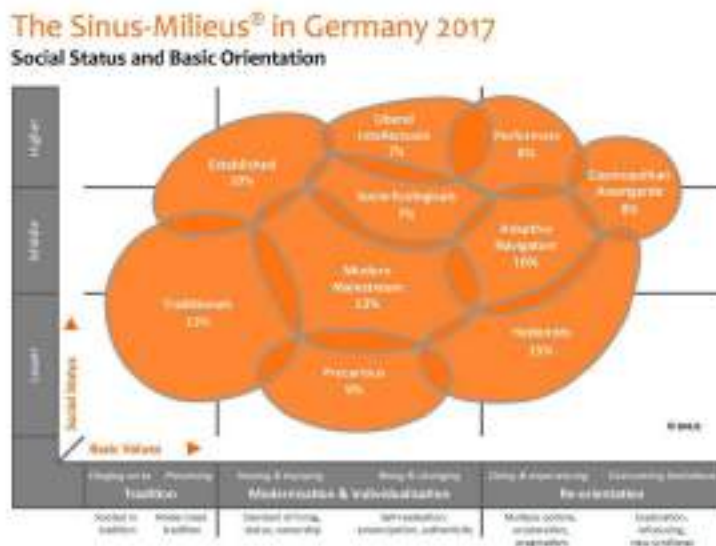 The Sinus-Milieus® in Germany 2017
Social Status and Basic Orientation
Higher
Middle
Lower
Social Status
Basic Values
Established
10%
Liberal
Intellectuals
7%
Performers
8%
Cosmopolitan
Avantgarde
8%
Socio-Ecologicals
7%
Adaptive
Navigators
10%
Modern
Mainstream
13%
Traditionals
13%
Precarious
9%
Hedonists
15%
Tradition
Modernisation & Individualisation
Re-orientation